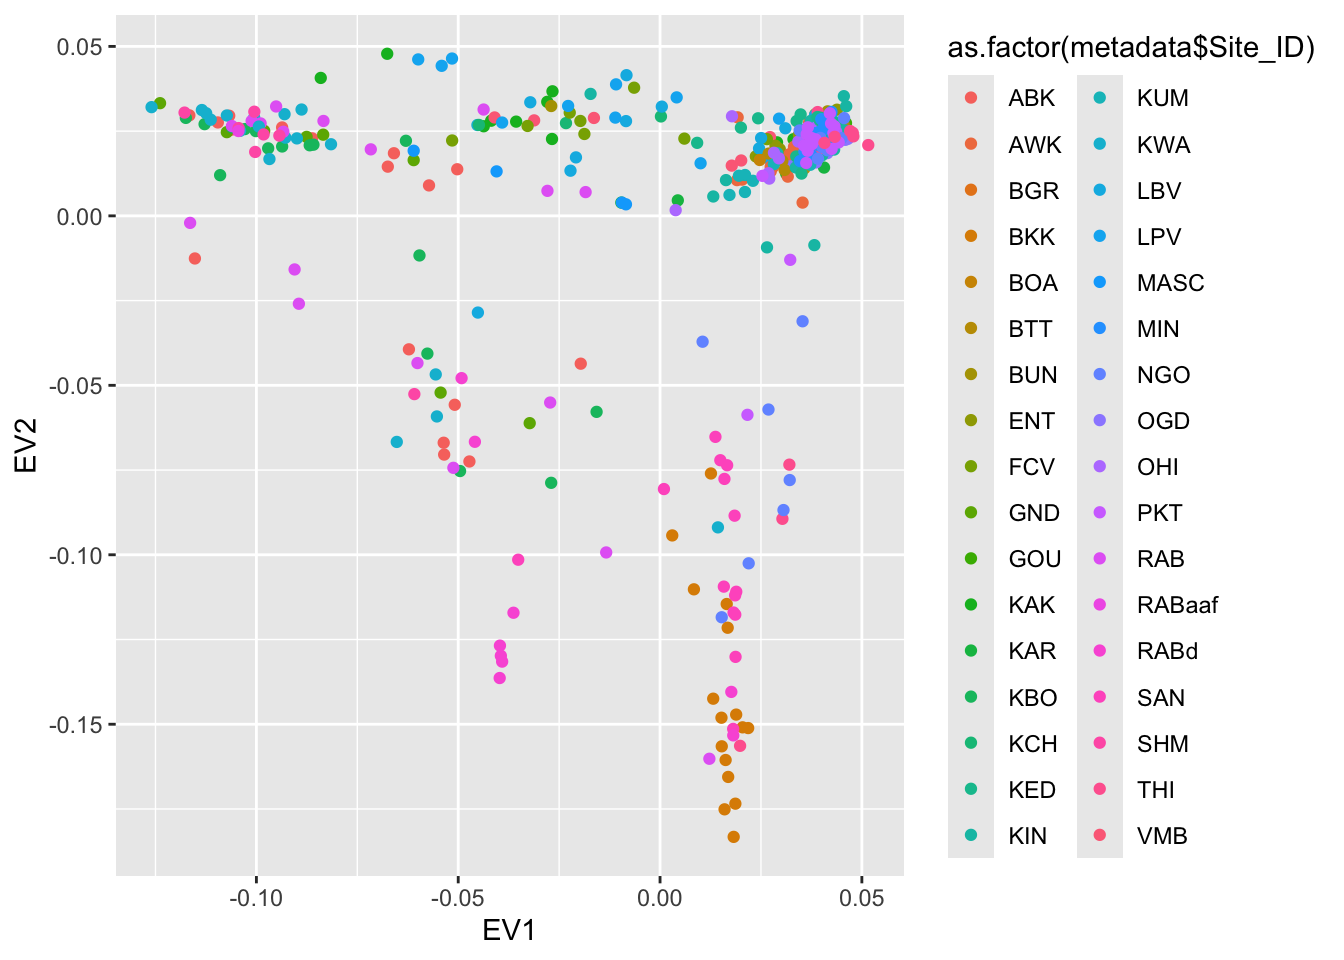 as.factor(metadata$Site_ID)
ABK
AWK
BGR
BKK
BOA
BTT
BUN
ENT
FCV
GND
GOU
KAK
KAR
KBO
KCH
KED
KIN
KUM
KWA
LBV
LPV
MASC
MIN
NGO
OGD
OHI
PKT
RAB
RABaaf
RABd
SAN
SHM
THI
VMB
0.05
0.00
-0.05
-0.10
-0.15
EV2
-0.10 -0.05 0.00 0.05
EV1